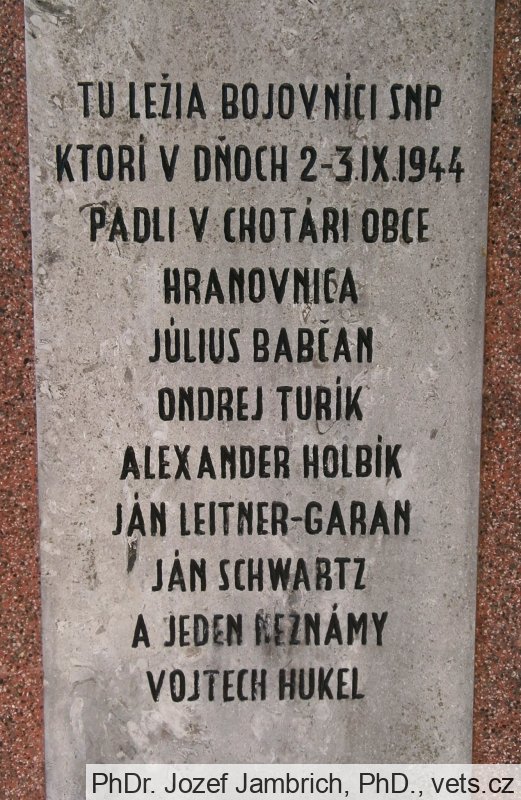 TU LEŽIA BOJOVNÍCI SNP
KTORÍ V DŇOCH 2-3.IX.1944
PADLI V CHOTÁRI OBCE
HRANOVNICA
JÚLIUS BABČAN
ONDREJ TURÍK
ALEXANDER HOLBÍK
JÁN LEITNER-GARAN
JÁN SCHWARTZ
A JEDEN NEZNÁMY
VOJTECH HUKEL
PhDr. Jozef Jambrich, PhD., vets.cz